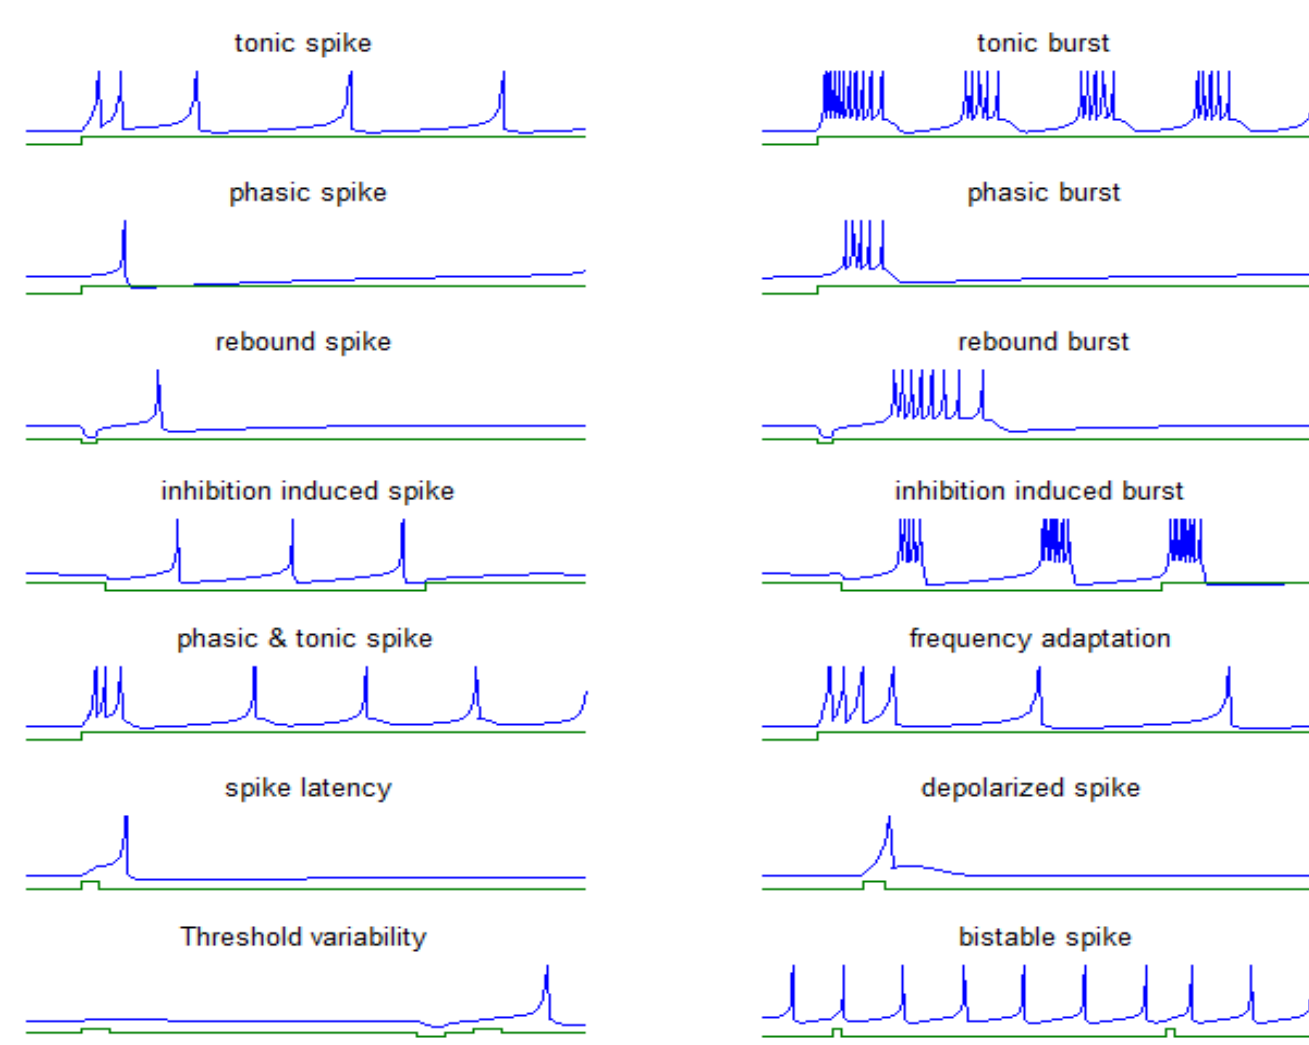 tonic spike
tonic burst
phasic spike
phasic burst
rebound spike
rebound burst
inhibition induced spike
inhibition induced burst
phasic & tonic spike
frequency adaptation
spike latency
depolarized spike
Threshold variability
bistable spike